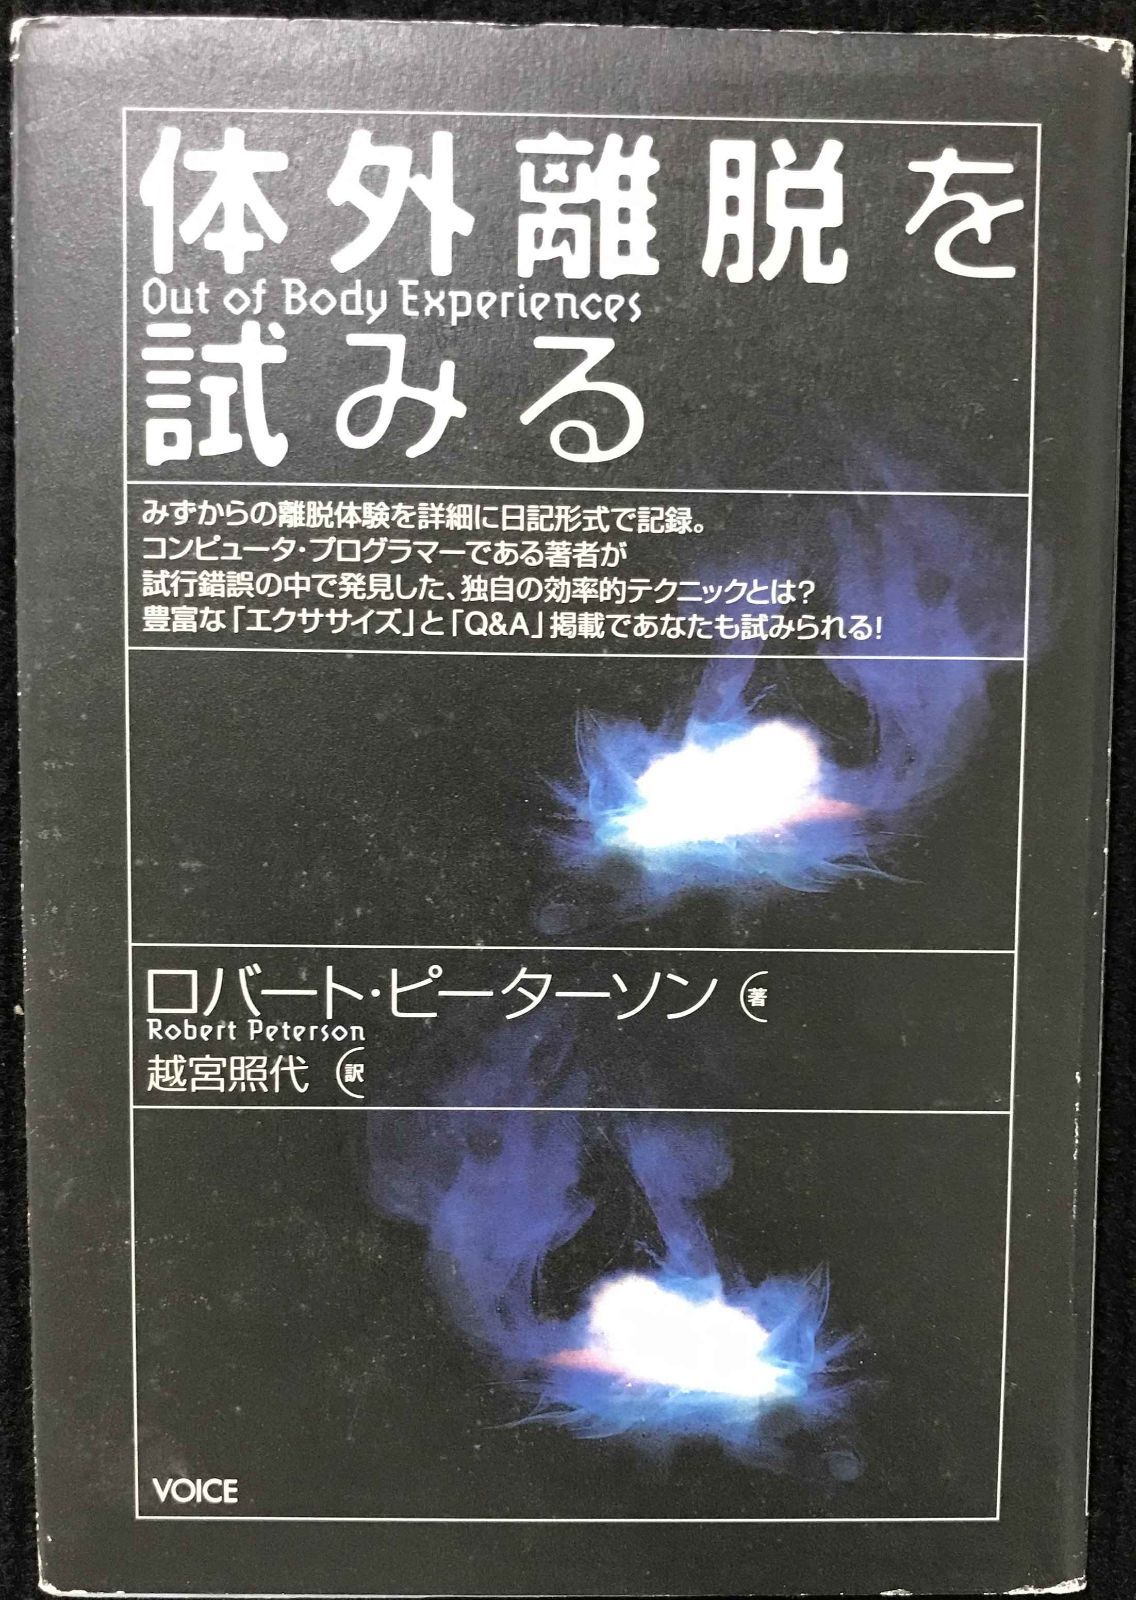 体外離脱を
Out of Body Experiences
試みる
みずからの離脱体験を詳細に日記形式で記録。
コンピュータ・プログラマーである著者が
試行錯誤の中で発見した、独自の効率的テクニックとは?
豊富な「エクササイズ」と「Q&A」掲載であなたも試みられる!
ロバート・ピーターソン 著
Robert Peterson
越宮照代 訳
VOICE